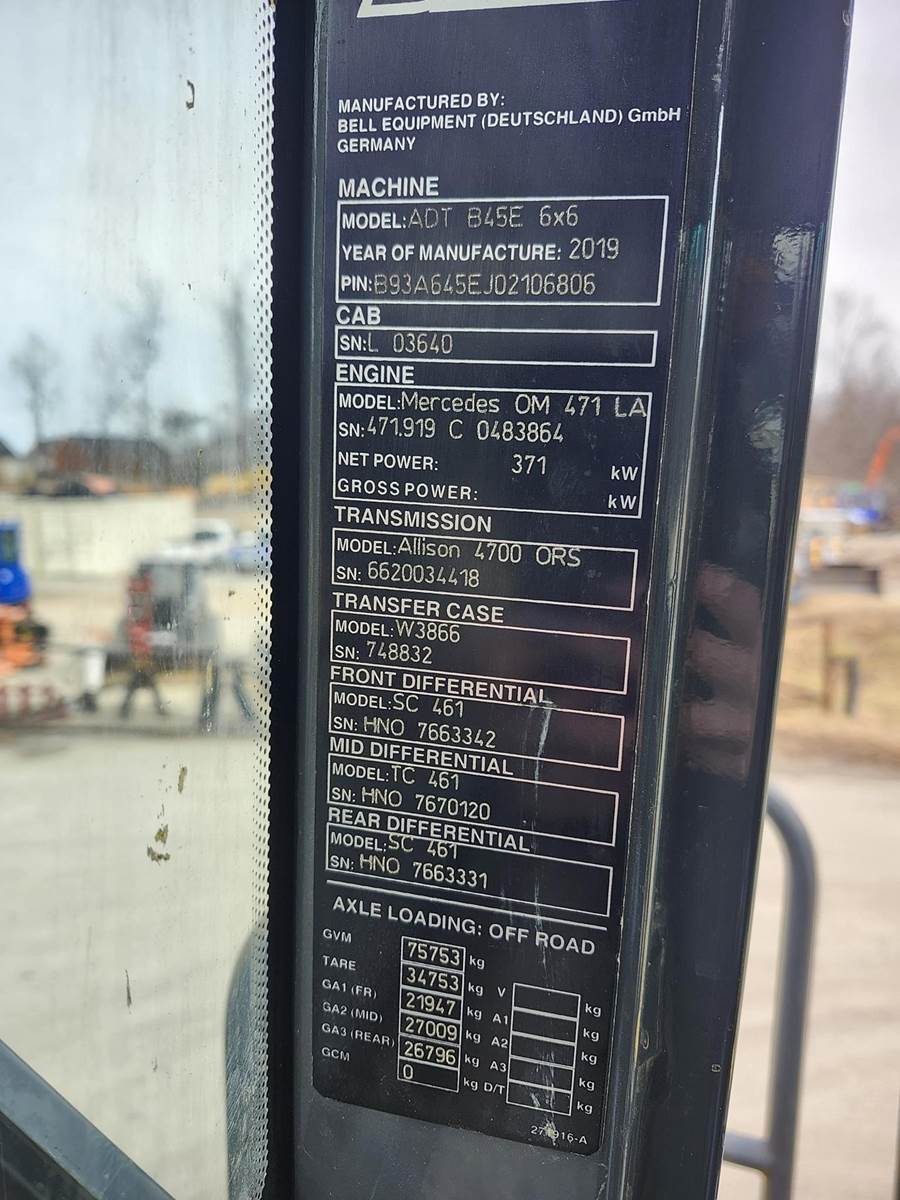 MANUFACTURED BY:
BELL EQUIPMENT (DEUTSCHLAND) GmbH
GERMANY
MACHINE
MODEL: ADT B45E 6x6
YEAR OF MANUFACTURE: 2019
PIN: B93A645EJ02106806
CAB
SN: L 03640
ENGINE
MODEL: Mercedes OM 471 LA
SN: 471.919 C 0483864
NET POWER: 371 kW
GROSS POWER: kW
TRANSMISSION
MODEL: Allison 4700 ORS
SN: 6620034418
TRANSFER CASE
MODEL: W3866
SN: 748832
FRONT DIFFERENTIAL
MODEL: SC 461
SN: HNO 7663342
MID DIFFERENTIAL
MODEL: TC 461
SN: HNO 7670120
REAR DIFFERENTIAL
MODEL: SC 461
SN: HNO 7663331
AXLE LOADING: OFF ROAD
GVM 75753 kg
TARE 34753 kg V kg
GA1 (FR) 21947 kg A1 kg
GA2 (MID) 27009 kg A2 kg
GA3 (REAR) 26796 kg A3 kg
GCM 0 kg D/T kg